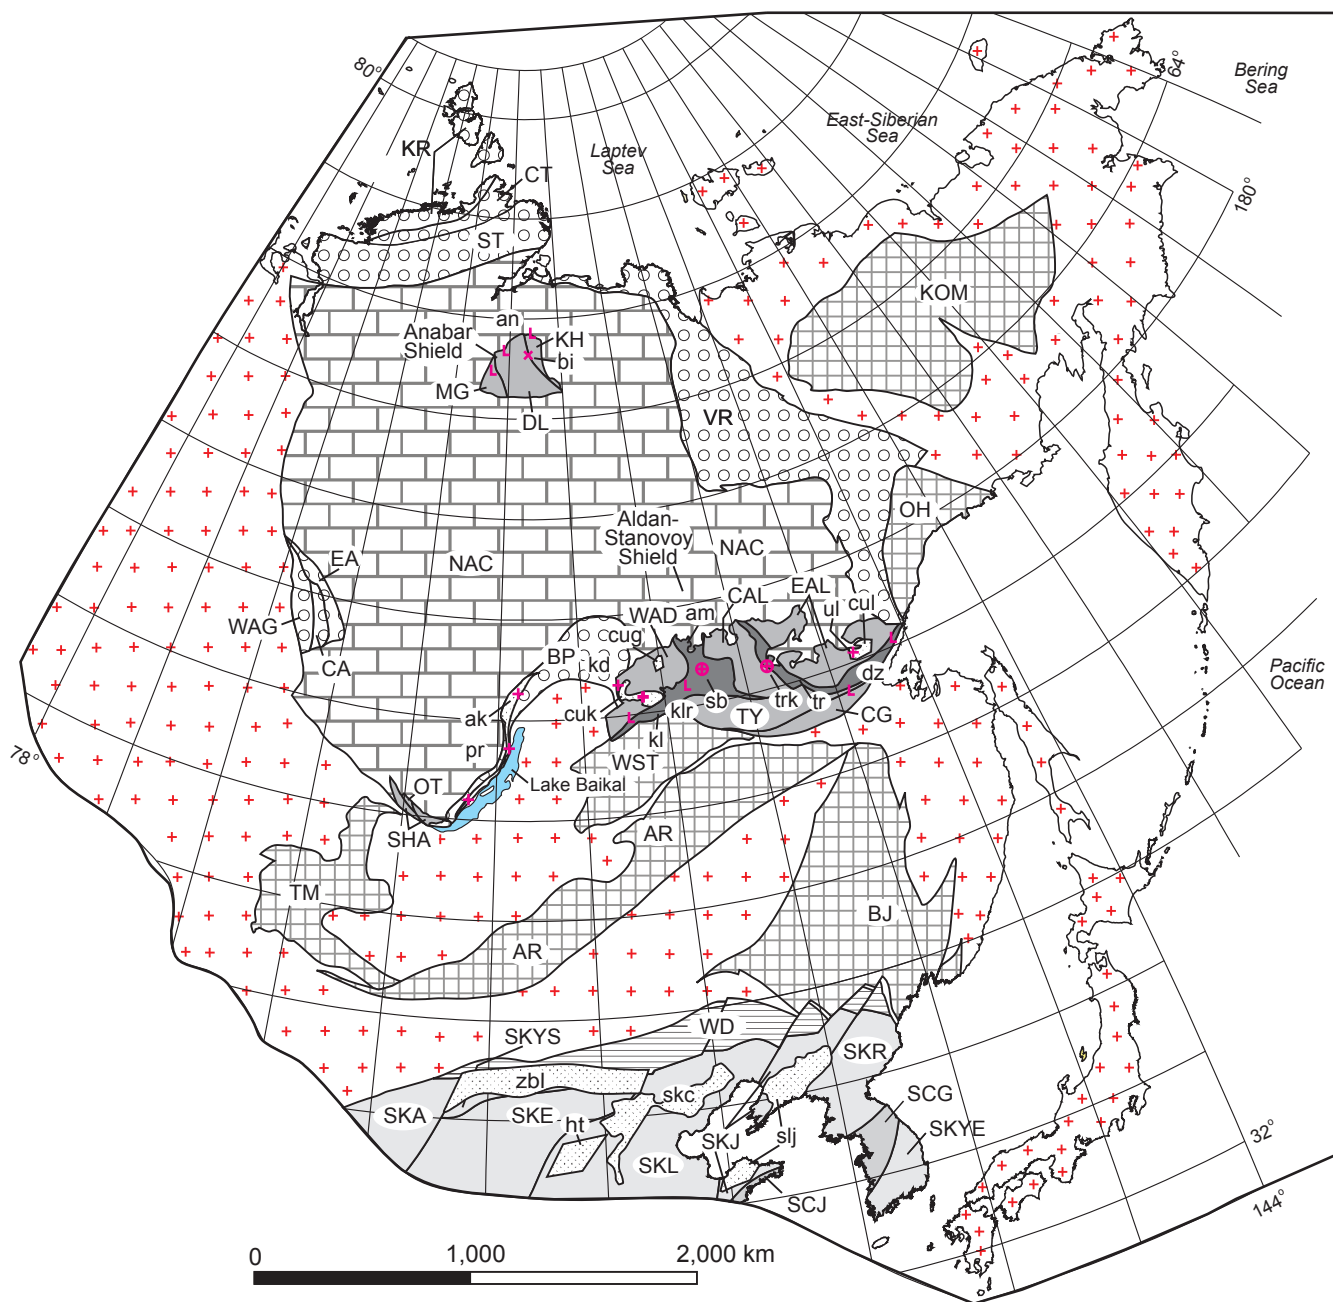 80°
64°
Bering
Sea
East-Siberian
Sea
Laptev
Sea
KR
CT
180°
ST
KOM
an
Anabar
Shield
KH
bi
MG
DL
VR
OH
Aldan-
Stanovoy
Shield
NAC
NAC
EA
EAL
CAL
ul
cul
WAD
am
WAG
cug
CA
BP
kd
Pacific
Ocean
dz
ak
cuk
klr
sb
trk
tr
TY
CG
pr
kl
78°
WST
OT
Lake Baikal
SHA
AR
TM
BJ
AR
WD
SKYS
SKR
zbl
skc
SCG
SKA
SKE
ht
SKJ
slj
SKYE
32°
SKL
SCJ
144°
0
1,000
2,000 km